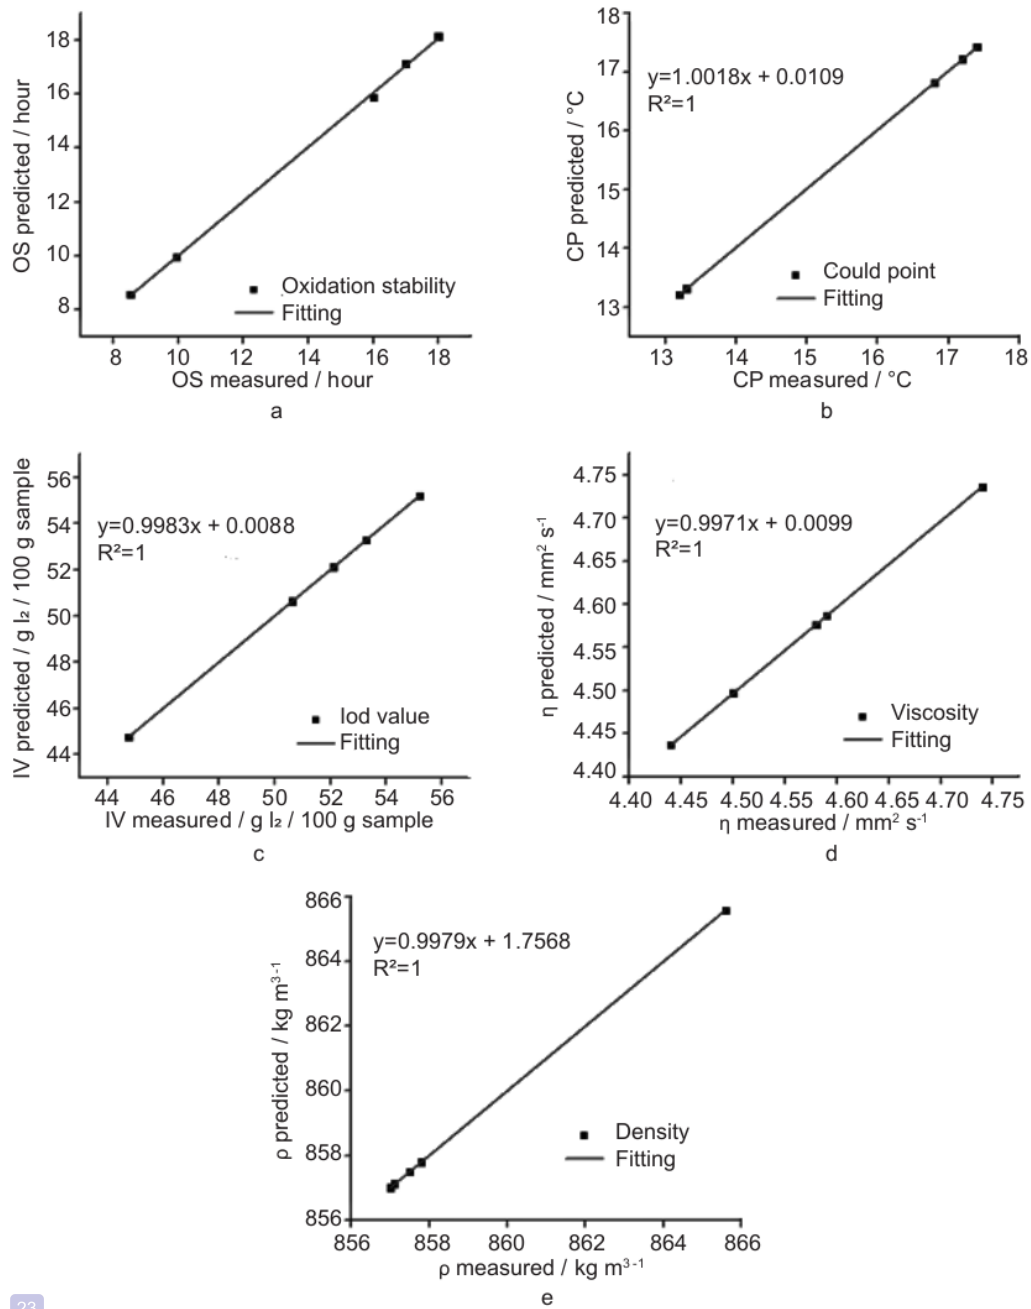 OS predicted / hour
18
16
14
12
10
8
Oxidation stability
Fitting
8 10 12 14 16 18
OS measured / hour
a
CP predicted / °C
18
17
16
15
14
13
y=1.0018x + 0.0109
R²=1
Could point
Fitting
13 14 15 16 17 18
CP measured / °C
b
IV predicted / g I₂ / 100 g sample
56
54
52
50
48
46
44
y=0.9983x + 0.0088
R²=1
Iod value
Fitting
44 46 48 50 52 54 56
IV measured / g I₂ / 100 g sample
c
η predicted / mm² s⁻¹
4.75
4.70
4.65
4.60
4.55
4.50
4.45
4.40
y=0.9971x + 0.0099
R²=1
Viscosity
Fitting
4.40 4.45 4.50 4.55 4.60 4.65 4.70 4.75
η measured / mm² s⁻¹
d
ρ predicted / kg m³⁻¹
866
864
862
860
858
856
y=0.9979x + 1.7568
R²=1
Density
Fitting
856 858 860 862 864 866
ρ measured / kg m³⁻¹
e
23